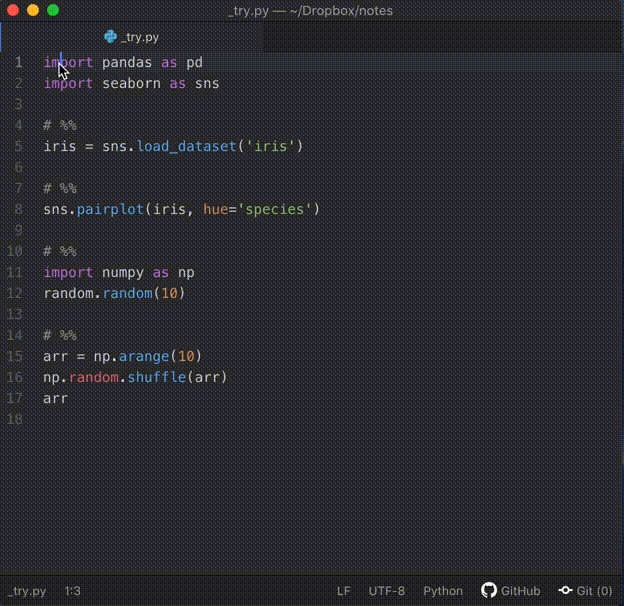 _try.py — ~/Dropbox/notes
_try.py
1 import pandas as pd
2 import seaborn as sns
3
4 # %%
5 iris = sns.load_dataset('iris')
6
7 # %%
8 sns.pairplot(iris, hue='species')
9
10 # %%
11 import numpy as np
12 random.random(10)
13
14 # %%
15 arr = np.arange(10)
16 np.random.shuffle(arr)
17 arr
18
_try.py 1:3 LF UTF-8 Python GitHub Git (0)